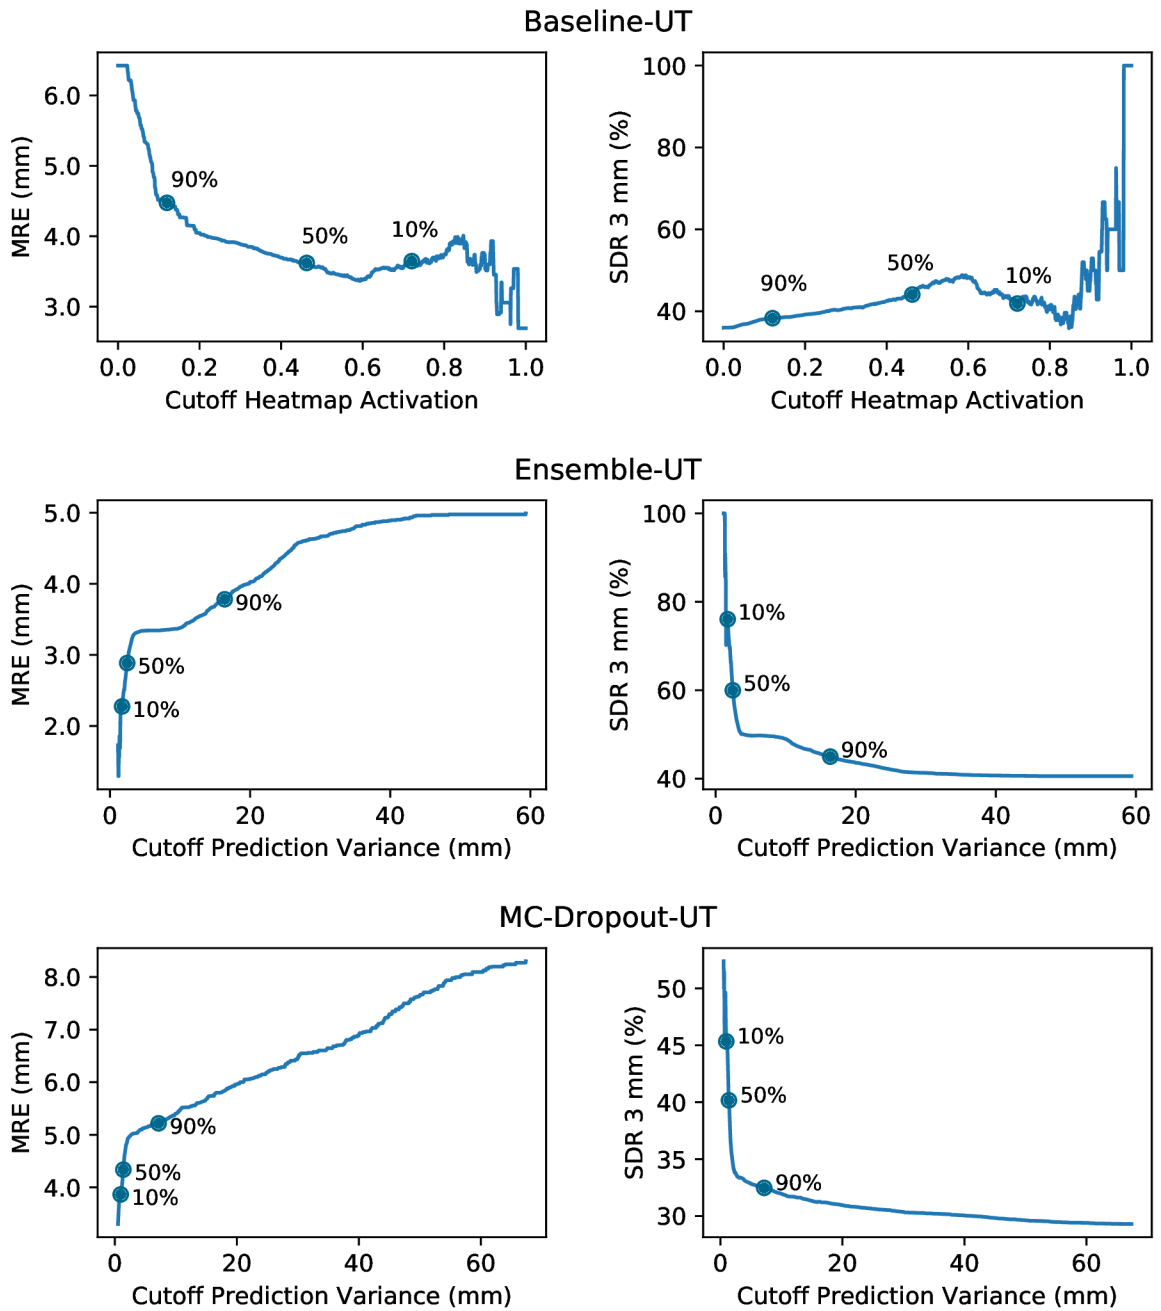 Baseline-UT
MRE (mm)
6.0
5.0
4.0
3.0
90%
50%
10%
0.0 0.2 0.4 0.6 0.8 1.0
Cutoff Heatmap Activation
SDR 3 mm (%)
100
80
60
40
90%
50%
10%
0.0 0.2 0.4 0.6 0.8 1.0
Cutoff Heatmap Activation
Ensemble-UT
MRE (mm)
5.0
4.0
3.0
2.0
90%
50%
10%
0 20 40 60
Cutoff Prediction Variance (mm)
SDR 3 mm (%)
100
80
60
40
10%
50%
90%
0 20 40 60
Cutoff Prediction Variance (mm)
MC-Dropout-UT
MRE (mm)
8.0
7.0
6.0
5.0
4.0
90%
50%
10%
0 20 40 60
Cutoff Prediction Variance (mm)
SDR 3 mm (%)
50
45
40
35
30
10%
50%
90%
0 20 40 60
Cutoff Prediction Variance (mm)